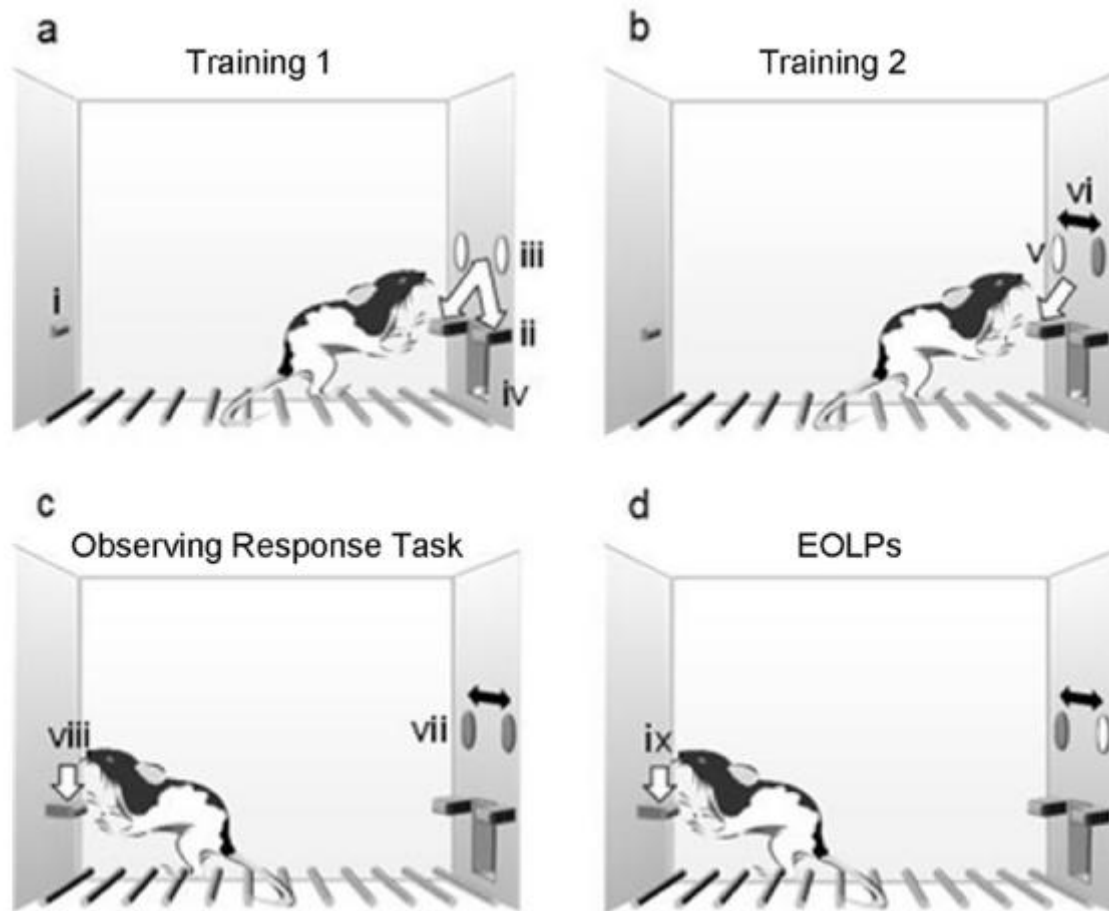 a
Training 1
i
iii
ii
iv
b
Training 2
vi
v
c
Observing Response Task
viii
vii
d
EOLPs
ix